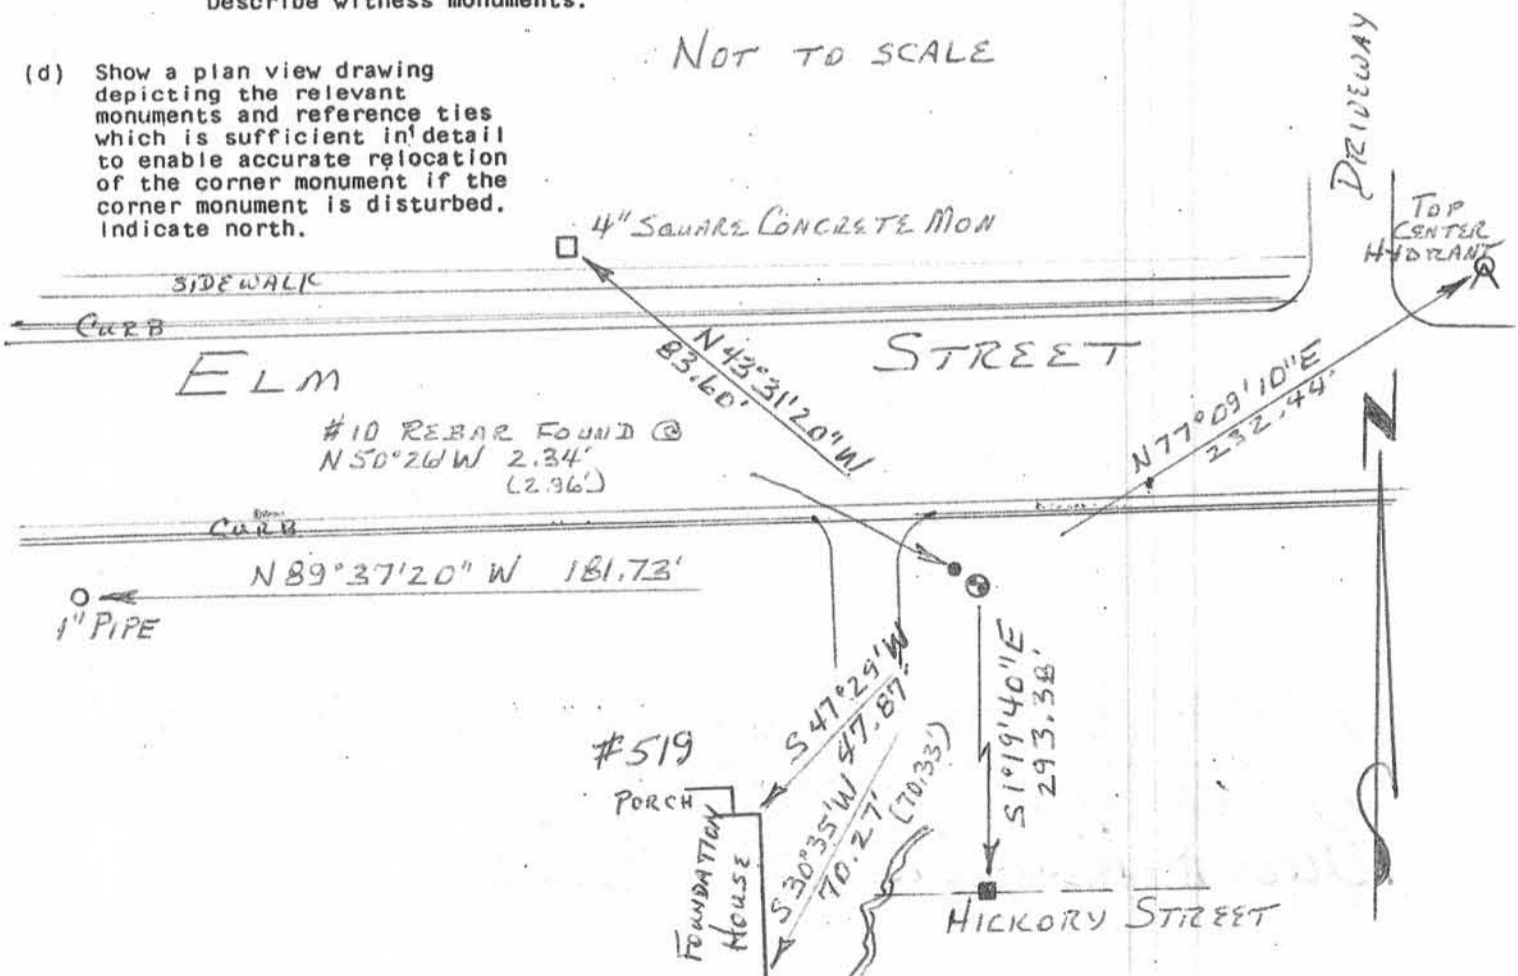 Describe witness monuments.
NOT TO SCALE
(d) Show a plan view drawing
depicting the relevant
monuments and reference ties
which is sufficient in detail
to enable accurate relocation
of the corner monument if the
corner monument is disturbed.
Indicate north.
DRIVEWAY
TOP
CENTER
HYDRANT
4" SQUARE CONCRETE MON
SIDEWALK
CURB
ELM STREET
N43°31'20"W
83.60'
N77°09'10"E
232.44'
N
#10 REBAR FOUND @
N50°26'W 2.34'
(2.36')
CURB
N89°37'20" W 181.73'
1" PIPE
S47°29'W
47.87'
S1°19'40"E
293.38'
#519
PORCH
S30°35'W
70.27'
(70.33')
FOUNDATION
HOUSE
HICKORY STREET
S